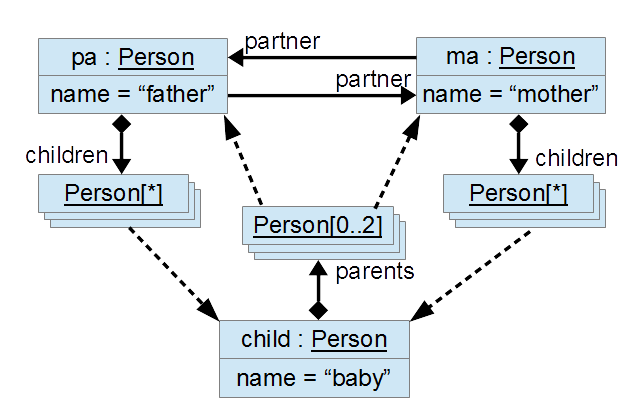 partner
pa : Person
ma : Person
name = “father”
partner
name = “mother”
children
children
Person[*]
Person[*]
Person[0..2]
parents
child : Person
name = “baby”